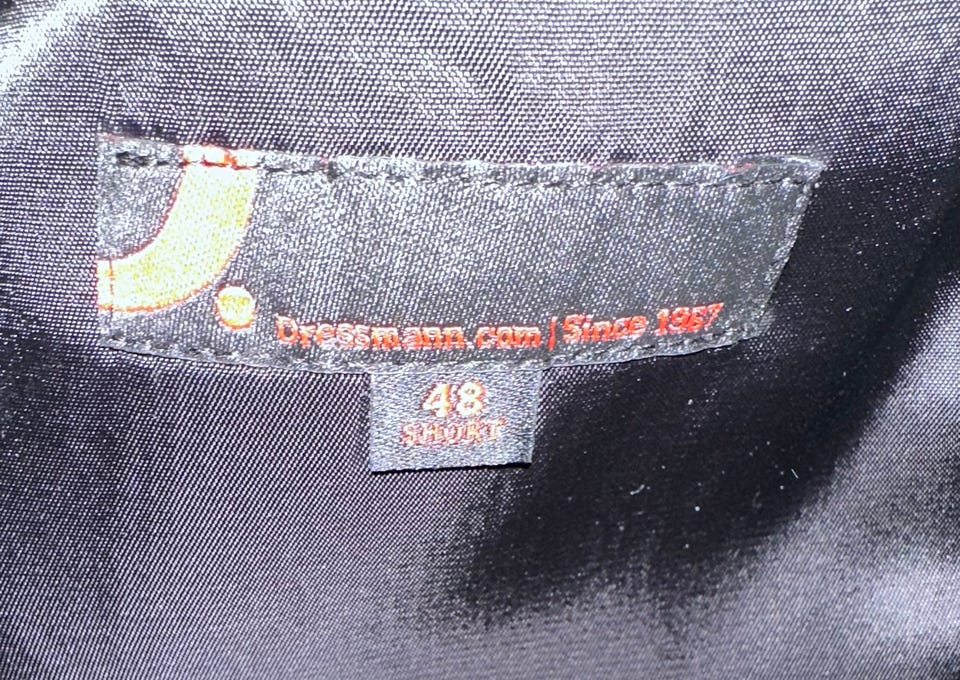 Dressmann.com | Since 1967
48
SHORT